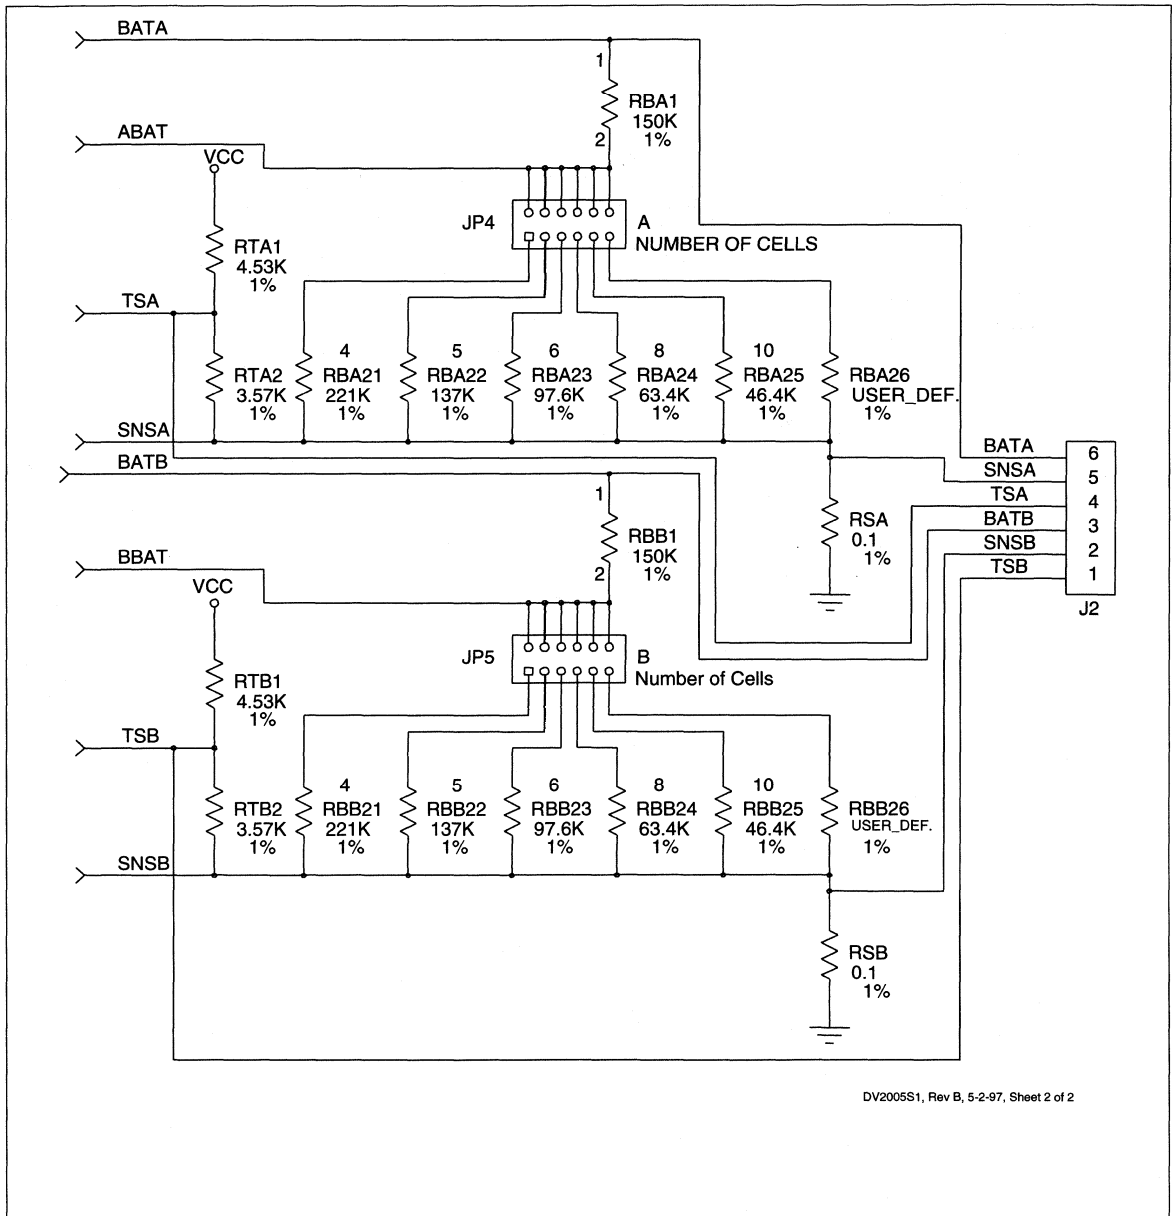 BATA
1
RBA1
150K
1%
2
ABAT
VCC
JP4
A
NUMBER OF CELLS
RTA1
4.53K
1%
TSA
4
RBA21
221K
1%
5
RBA22
137K
1%
6
RBA23
97.6K
1%
8
RBA24
63.4K
1%
10
RBA25
46.4K
1%
RBA26
USER_DEF.
1%
RTA2
3.57K
1%
SNSA
BATB
BATA 6
SNSA 5
TSA 4
BATB 3
SNSB 2
TSB 1
J2
RSA
0.1
1%
1
RBB1
150K
1%
2
BBAT
VCC
JP5
B
Number of Cells
RTB1
4.53K
1%
TSB
4
RBB21
221K
1%
5
RBB22
137K
1%
6
RBB23
97.6K
1%
8
RBB24
63.4K
1%
10
RBB25
46.4K
1%
RBB26
USER_DEF.
1%
RTB2
3.57K
1%
SNSB
RSB
0.1
1%
DV2005S1, Rev B, 5-2-97, Sheet 2 of 2